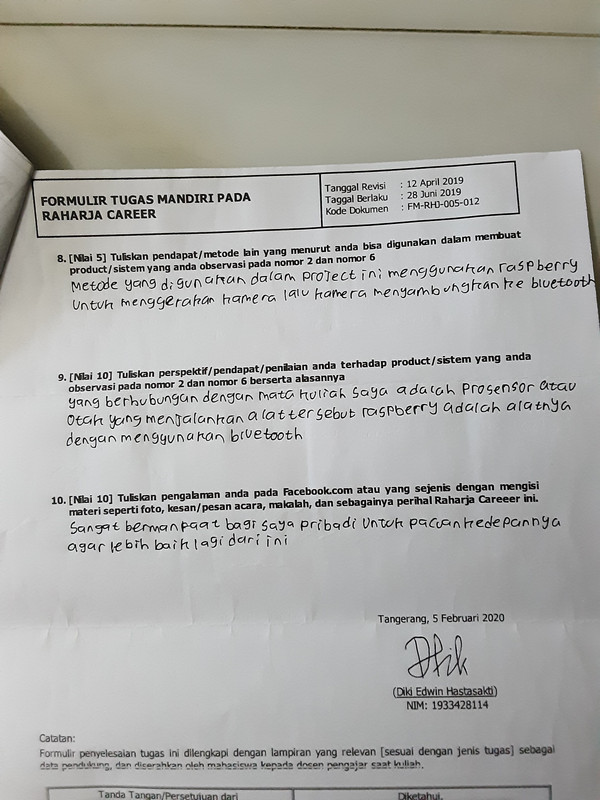 FORMULIR TUGAS MANDIRI PADA
RAHARJA CAREER
Tanggal Revisi : 12 April 2019
Taggal Berlaku : 28 Juni 2019
Kode Dokumen : FM-RHJ-005-012
8. [Nilai 5] Tuliskan pendapat/metode lain yang menurut anda bisa digunakan dalam membuat
product/sistem yang anda observasi pada nomor 2 dan nomor 6
Metode yang digunakan dalam Project ini menggunakan raspberry
Untuk menggerakan kamera lalu kamera menyambungkan ke bluetooth
9. [Nilai 10] Tuliskan perspektif/pendapat/penilaian anda terhadap product/sistem yang anda
observasi pada nomor 2 dan nomor 6 berserta alasannya
yang berhubungan dengan mata kuliah saya adalah prosensor atau
Otak yang menjalankan alat tersebut raspberry adalah alatnya
dengan menggunakan bluetooth
10. [Nilai 10] Tuliskan pengalaman anda pada Facebook.com atau yang sejenis dengan mengisi
materi seperti foto, kesan/pesan acara, makalah, dan sebagainya perihal Raharja Careeer ini.
Sangat bermanpaat bagi saya pribadi Untuk pacuan kedepannya
agar lebih baik lagi dari ini
Tangerang, 5 Februari 2020
Dik
(Diki Edwin Hastasakti)
NIM: 1933428114
Catatan:
Formulir penyelesaian tugas ini dilengkapi dengan lampiran yang relevan [sesuai dengan jenis tugas] sebagai
data pendukung, dan diserahkan oleh mahasiswa kepada dosen pengajar saat kuliah.
Tanda Tangan/Persetujuan dari
Diketahui,